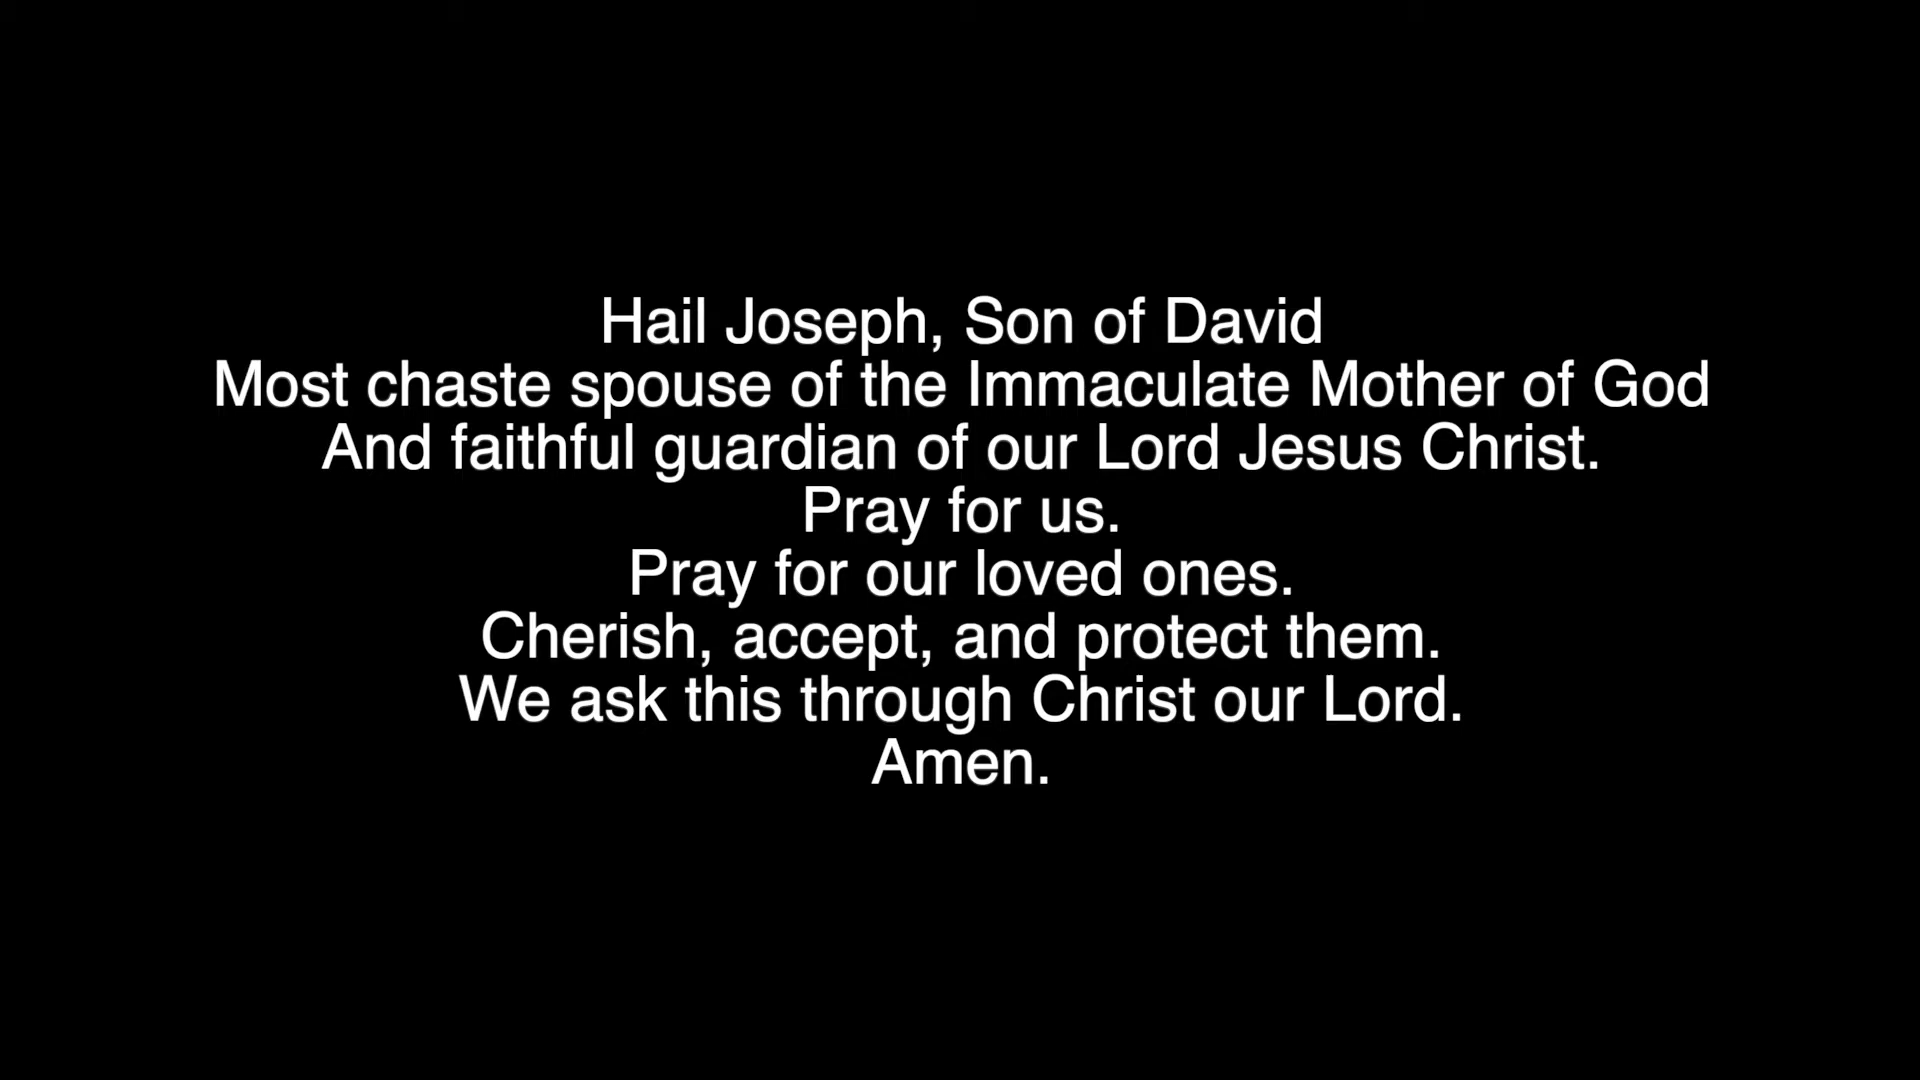 Hail Joseph, Son of David
Most chaste spouse of the Immaculate Mother of God
And faithful guardian of our Lord Jesus Christ.
Pray for us.
Pray for our loved ones.
Cherish, accept, and protect them.
We ask this through Christ our Lord.
Amen.